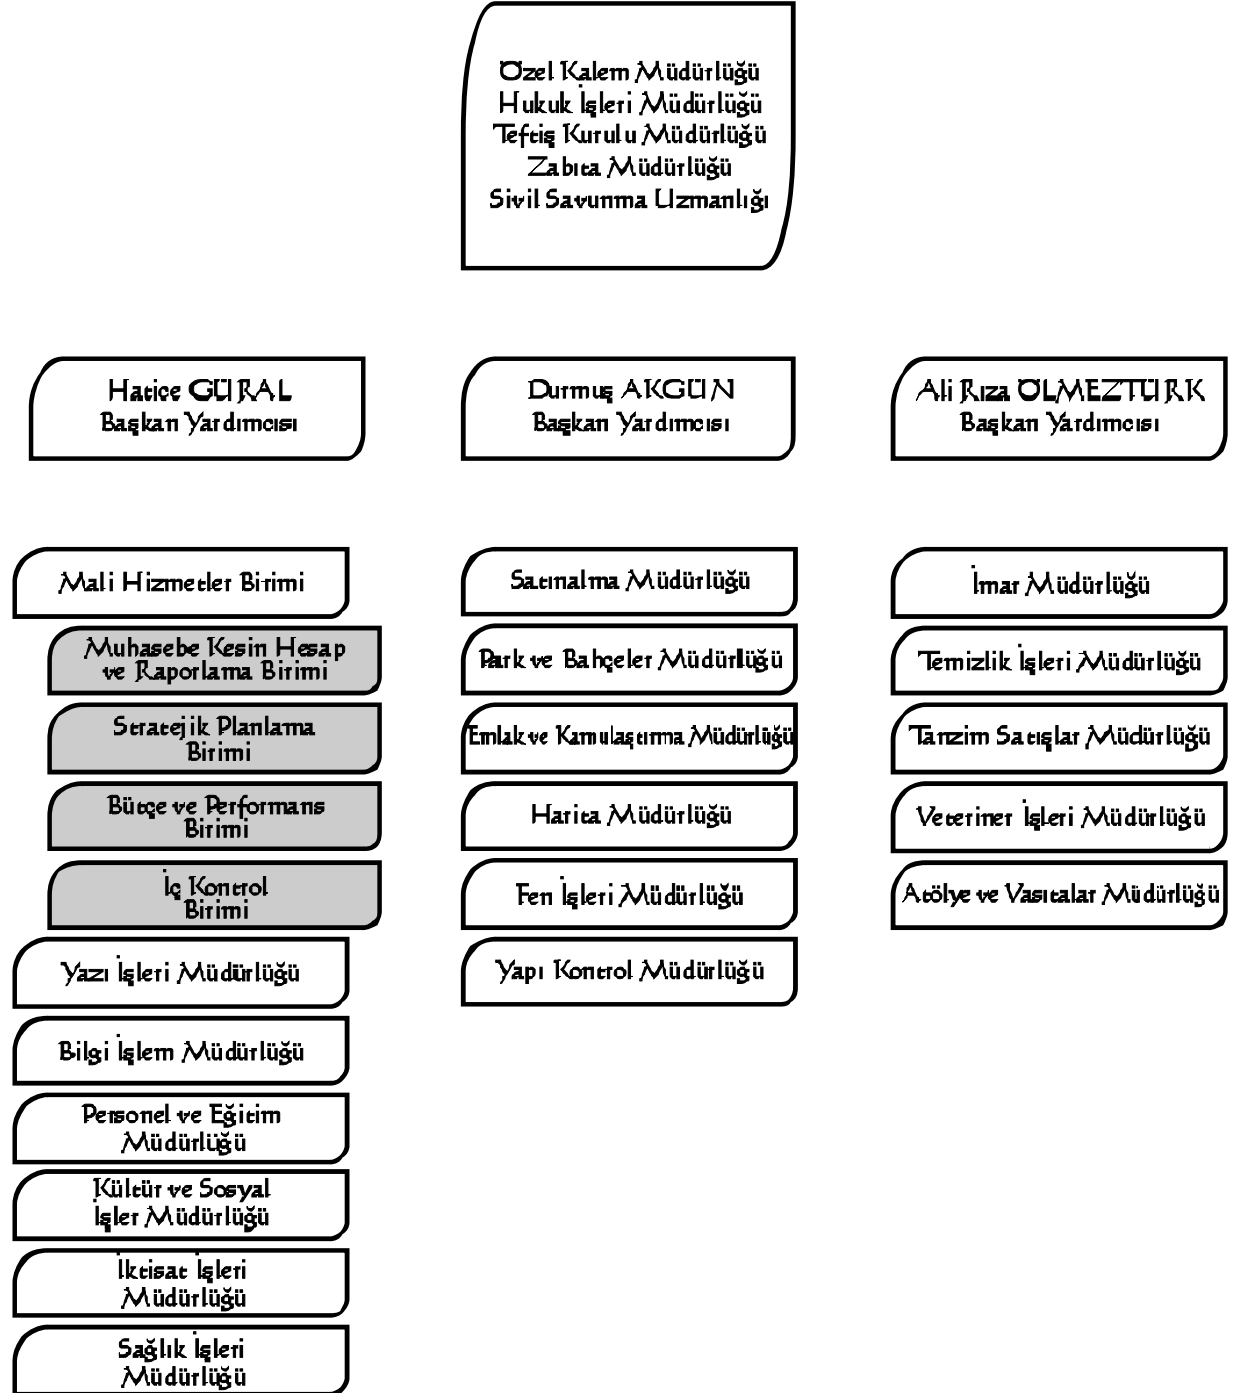 Özel Kalem Müdürlüğü
Hukuk İşleri Müdürlüğü
Teftiş Kurulu Müdürlüğü
Zabıta Müdürlüğü
Sivil Savunma Uzmanlığı
Hatice GÜRAL
Başkan Yardımcısı
Durmuş AKGÜN
Başkan Yardımcısı
Ali Rıza ÖLMEZTÜRK
Başkan Yardımcısı
Mali Hizmetler Birimi
Muhasebe Kesin Hesap
ve Raporlama Birimi
Stratejik Planlama
Birimi
Bütçe ve Performans
Birimi
İç Kontrol
Birimi
Yazı İşleri Müdürlüğü
Bilgi İşlem Müdürlüğü
Personel ve Eğitim
Müdürlüğü
Kültür ve Sosyal
İşler Müdürlüğü
İktisat İşleri
Müdürlüğü
Sağlık İşleri
Müdürlüğü
Satınalma Müdürlüğü
Park ve Bahçeler Müdürlüğü
Emlak ve Kamulaştırma Müdürlüğü
Harita Müdürlüğü
Fen İşleri Müdürlüğü
Yapı Kontrol Müdürlüğü
İmar Müdürlüğü
Temizlik İşleri Müdürlüğü
Tanzim Satışlar Müdürlüğü
Veteriner İşleri Müdürlüğü
Atölye ve Vasıtalar Müdürlüğü